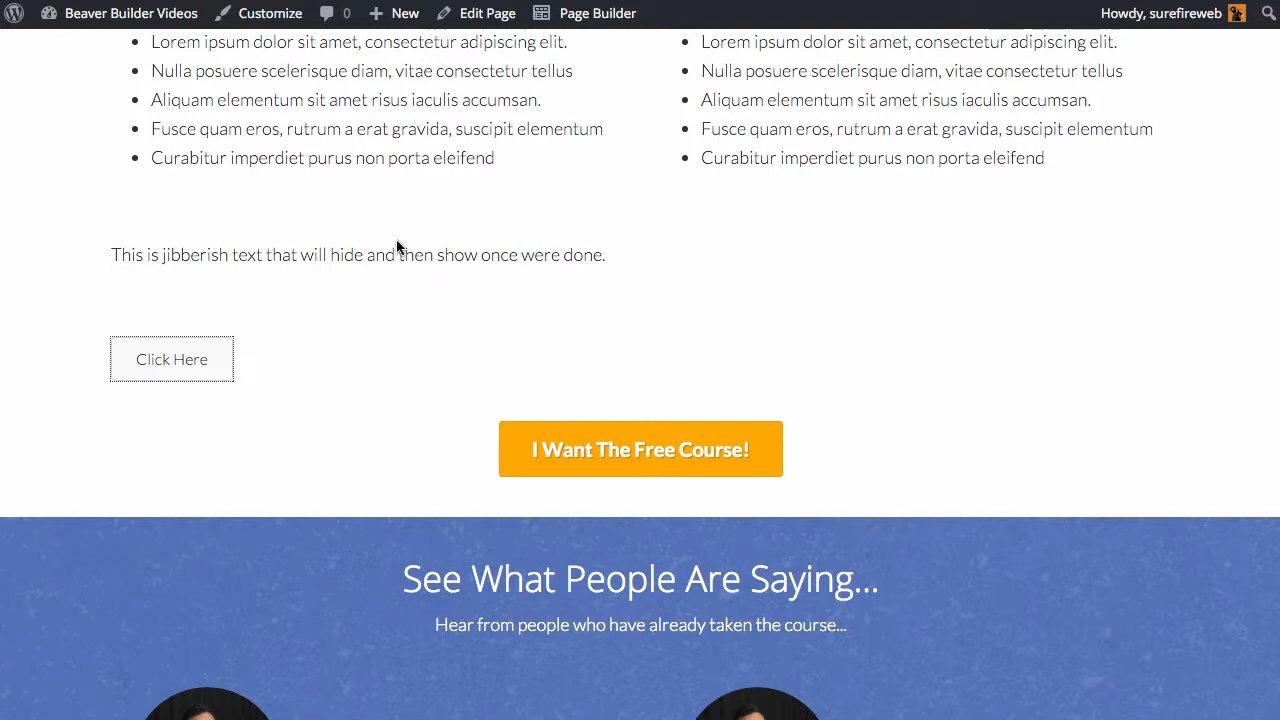 Beaver Builder Videos Customize 0 New Edit Page Page Builder Howdy, surefireweb
Lorem ipsum dolor sit amet, consectetur adipiscing elit.
Nulla posuere scelerisque diam, vitae consectetur tellus
Aliquam elementum sit amet risus iaculis accumsan.
Fusce quam eros, rutrum a erat gravida, suscipit elementum
Curabitur imperdiet purus non porta eleifend
Lorem ipsum dolor sit amet, consectetur adipiscing elit.
Nulla posuere scelerisque diam, vitae consectetur tellus
Aliquam elementum sit amet risus iaculis accumsan.
Fusce quam eros, rutrum a erat gravida, suscipit elementum
Curabitur imperdiet purus non porta eleifend
This is jibberish text that will hide and then show once were done.
Click Here
I Want The Free Course!
See What People Are Saying...
Hear from people who have already taken the course...